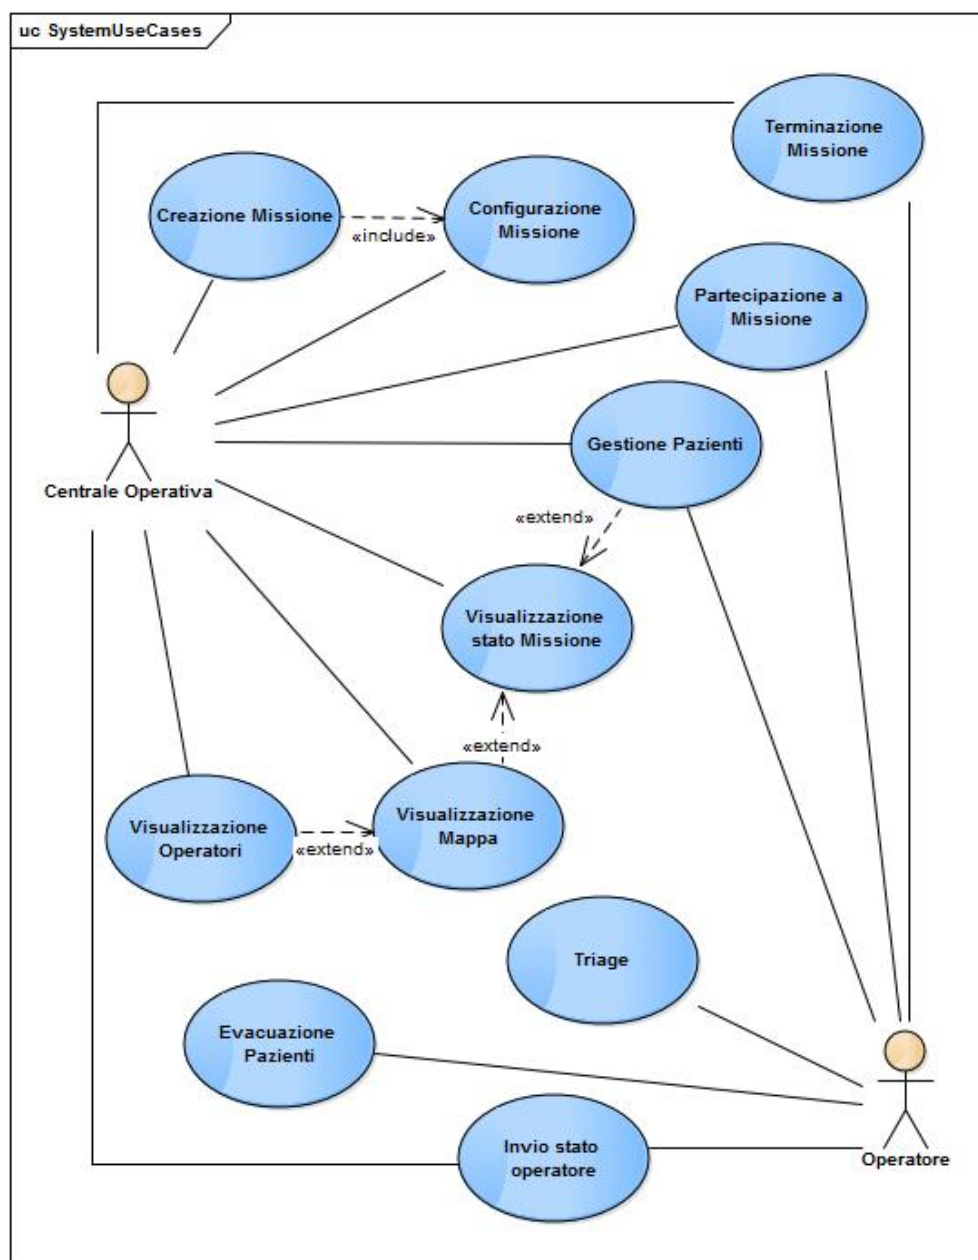 uc SystemUseCases
Terminazione
Missione
Creazione Missione
«include»
Configurazione
Missione
Partecipazione a
Missione
Gestione Pazienti
Centrale Operativa
«extend»
Visualizzazione
stato Missione
«extend»
Visualizzazione
Operatori
«extend»
Visualizzazione
Mappa
Triage
Evacuazione
Pazienti
Invio stato
operatore
Operatore